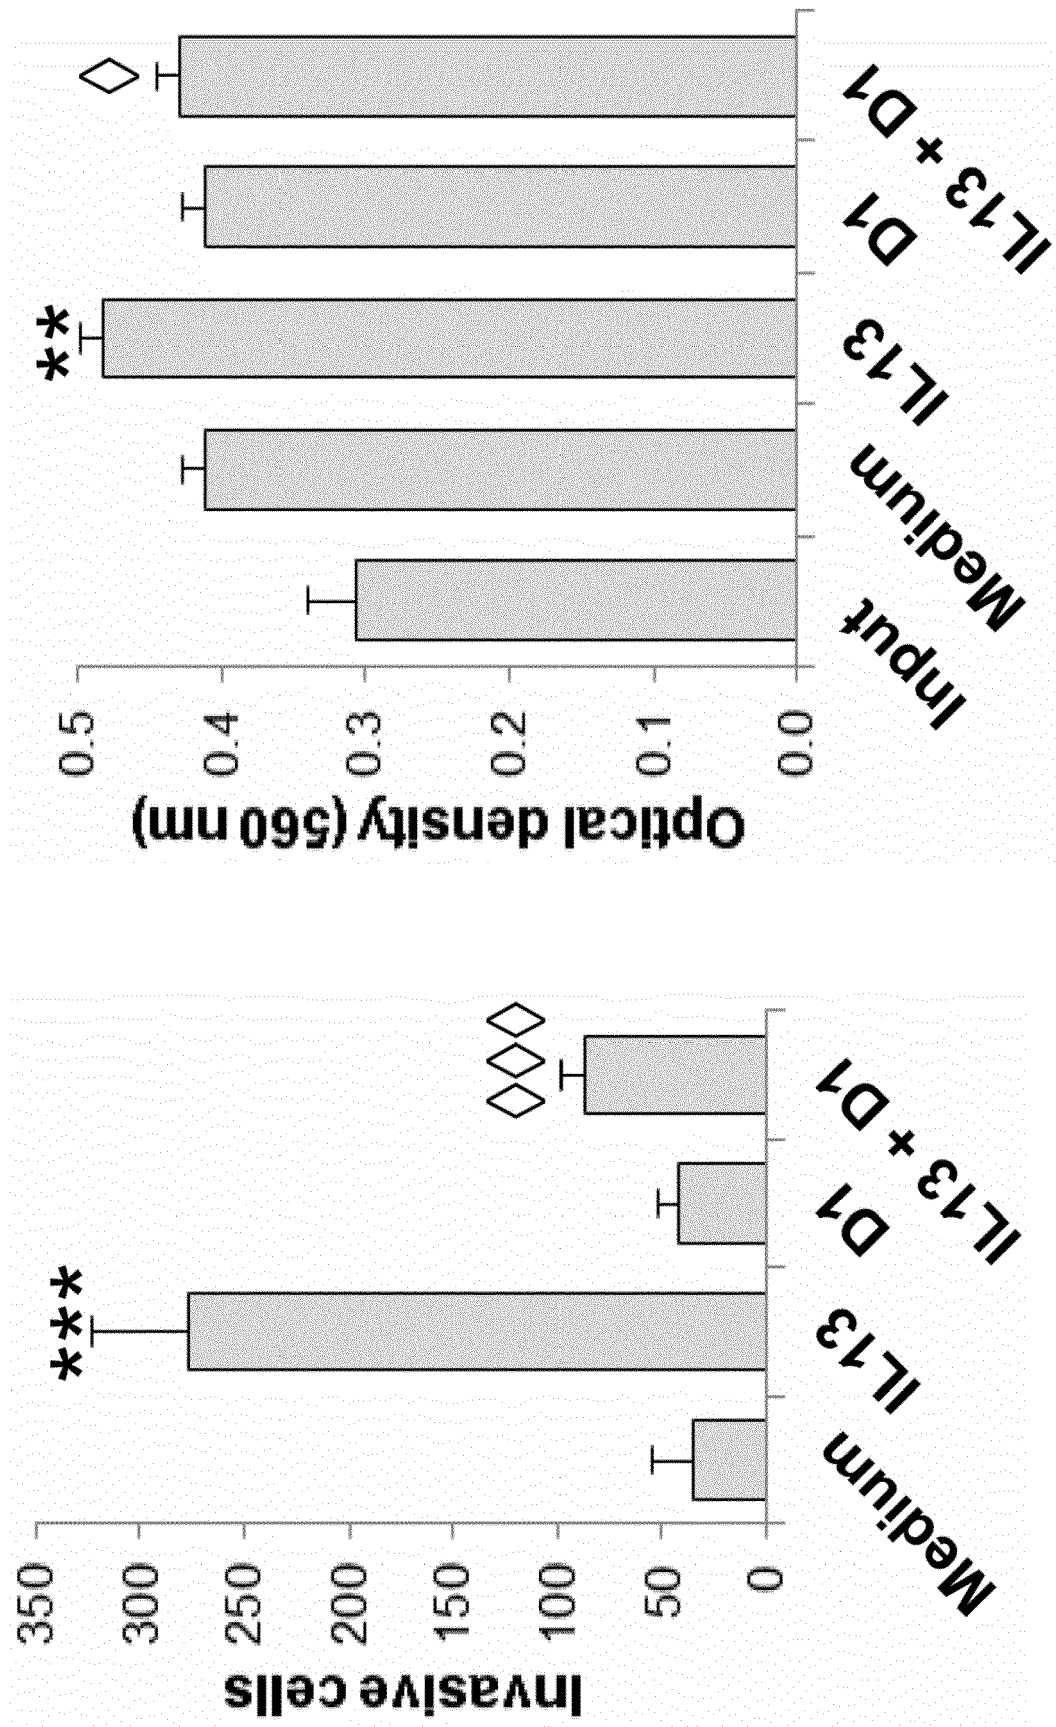 Invasive cells
350
300
250
200
150
100
50
0
***
◊◊◊
Medium
IL13
D1
IL13 + D1
Optical density (560 nm)
0.5
0.4
0.3
0.2
0.1
0.0
**
◊
Input
Medium
IL13
D1
IL13 + D1